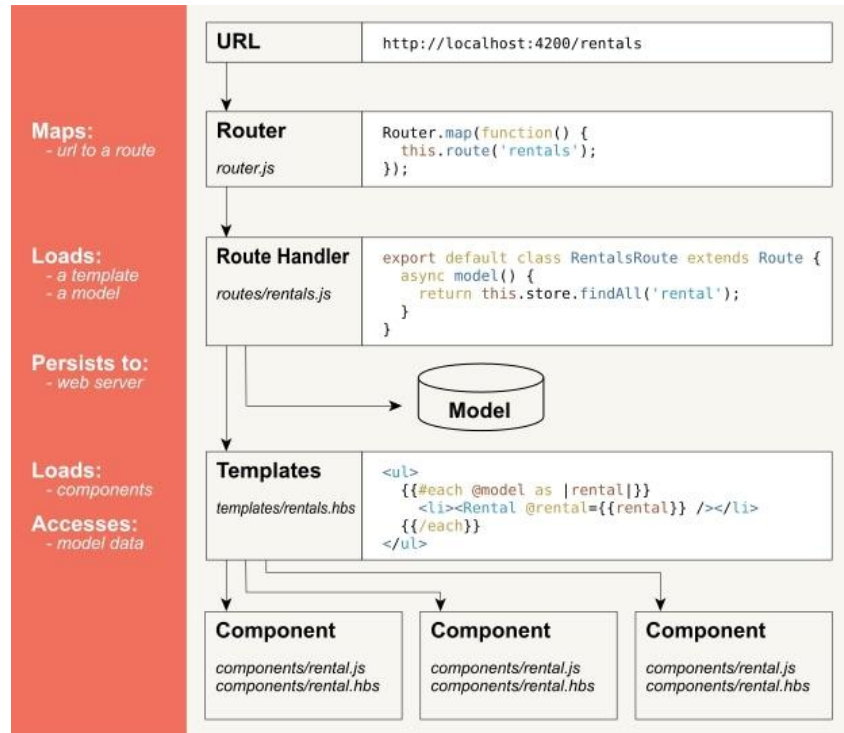 URL
http://localhost:4200/rentals
Maps:
- url to a route
Router
router.js
Router.map(function() {
  this.route('rentals');
});
Loads:
- a template
- a model
Route Handler
routes/rentals.js
export default class RentalsRoute extends Route {
  async model() {
    return this.store.findAll('rental');
  }
}
Persists to:
- web server
Model
Loads:
- components
Accesses:
- model data
Templates
templates/rentals.hbs
<ul>
  {{#each @model as |rental|}}
    <li><Rental @rental={{rental}} /></li>
  {{/each}}
</ul>
Component
components/rental.js
components/rental.hbs
Component
components/rental.js
components/rental.hbs
Component
components/rental.js
components/rental.hbs